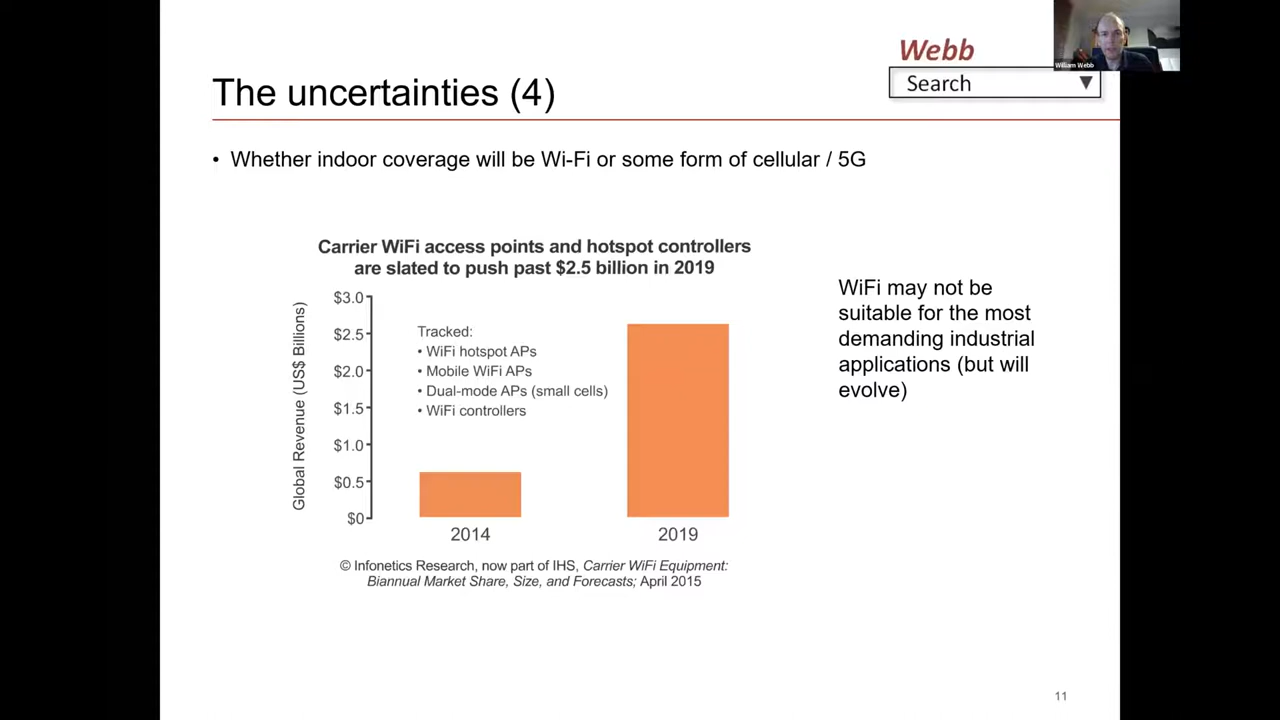 Webb
William Webb
Search
The uncertainties (4)
• Whether indoor coverage will be Wi-Fi or some form of cellular / 5G
Carrier WiFi access points and hotspot controllers
are slated to push past $2.5 billion in 2019
Global Revenue (US$ Billions)
$3.0
$2.5
$2.0
$1.5
$1.0
$0.5
$0
Tracked:
• WiFi hotspot APs
• Mobile WiFi APs
• Dual-mode APs (small cells)
• WiFi controllers
2014
2019
© Infonetics Research, now part of IHS, Carrier WiFi Equipment:
Biannual Market Share, Size, and Forecasts; April 2015
WiFi may not be
suitable for the most
demanding industrial
applications (but will
evolve)
11